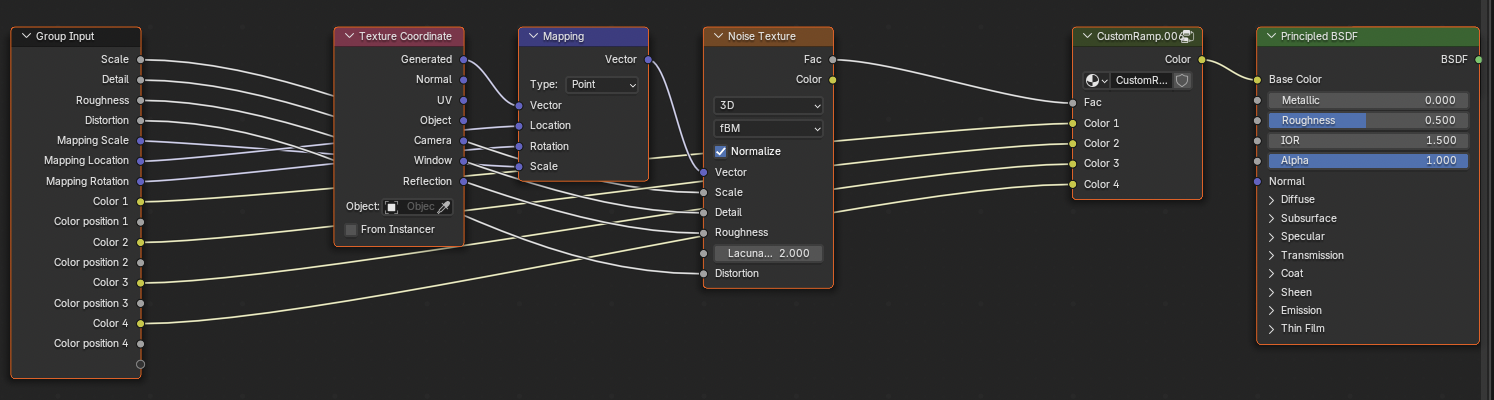 Group Input
Scale
Detail
Roughness
Distortion
Mapping Scale
Mapping Location
Mapping Rotation
Color 1
Color position 1
Color 2
Color position 2
Color 3
Color position 3
Color 4
Color position 4
Texture Coordinate
Generated
Normal
UV
Object
Camera
Window
Reflection
Object: Objec
From Instancer
Mapping
Vector
Type: Point
Vector
Location
Rotation
Scale
Noise Texture
Fac
Color
3D
fBM
Normalize
Vector
Scale
Detail
Roughness
Lacuna... 2.000
Distortion
CustomRamp.00
Color
CustomR...
Fac
Color 1
Color 2
Color 3
Color 4
Principled BSDF
BSDF
Base Color
Metallic 0.000
Roughness 0.500
IOR 1.500
Alpha 1.000
Normal
Diffuse
Subsurface
Specular
Transmission
Coat
Sheen
Emission
Thin Film